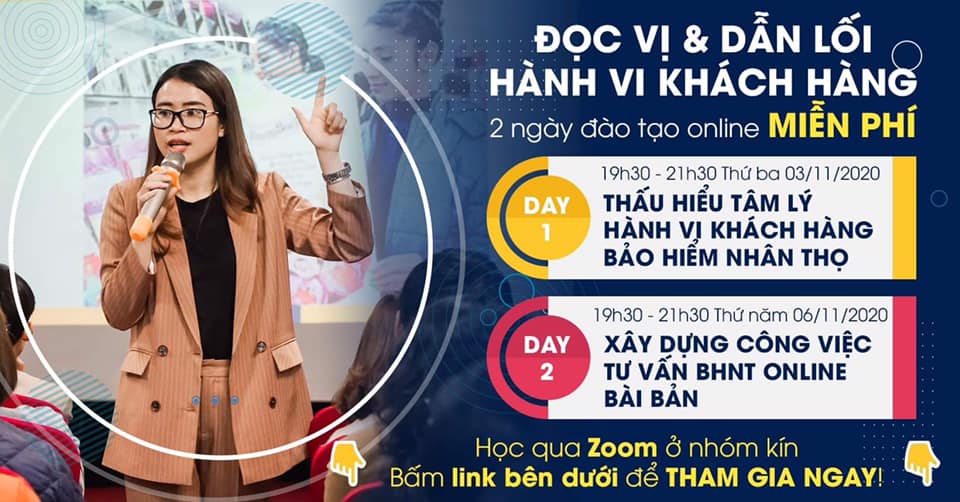 ĐỌC VỊ & DẪN LỐI
HÀNH VI KHÁCH HÀNG
2 ngày đào tạo online MIỄN PHÍ
DAY
1
19h30 - 21h30 Thứ ba 03/11/2020
THẤU HIỂU TÂM LÝ
HÀNH VI KHÁCH HÀNG
BẢO HIỂM NHÂN THỌ
DAY
2
19h30 - 21h30 Thứ năm 06/11/2020
XÂY DỰNG CÔNG VIỆC
TƯ VẤN BHNT ONLINE
BÀI BẢN
Học qua Zoom ở nhóm kín
Bấm link bên dưới để THAM GIA NGAY!